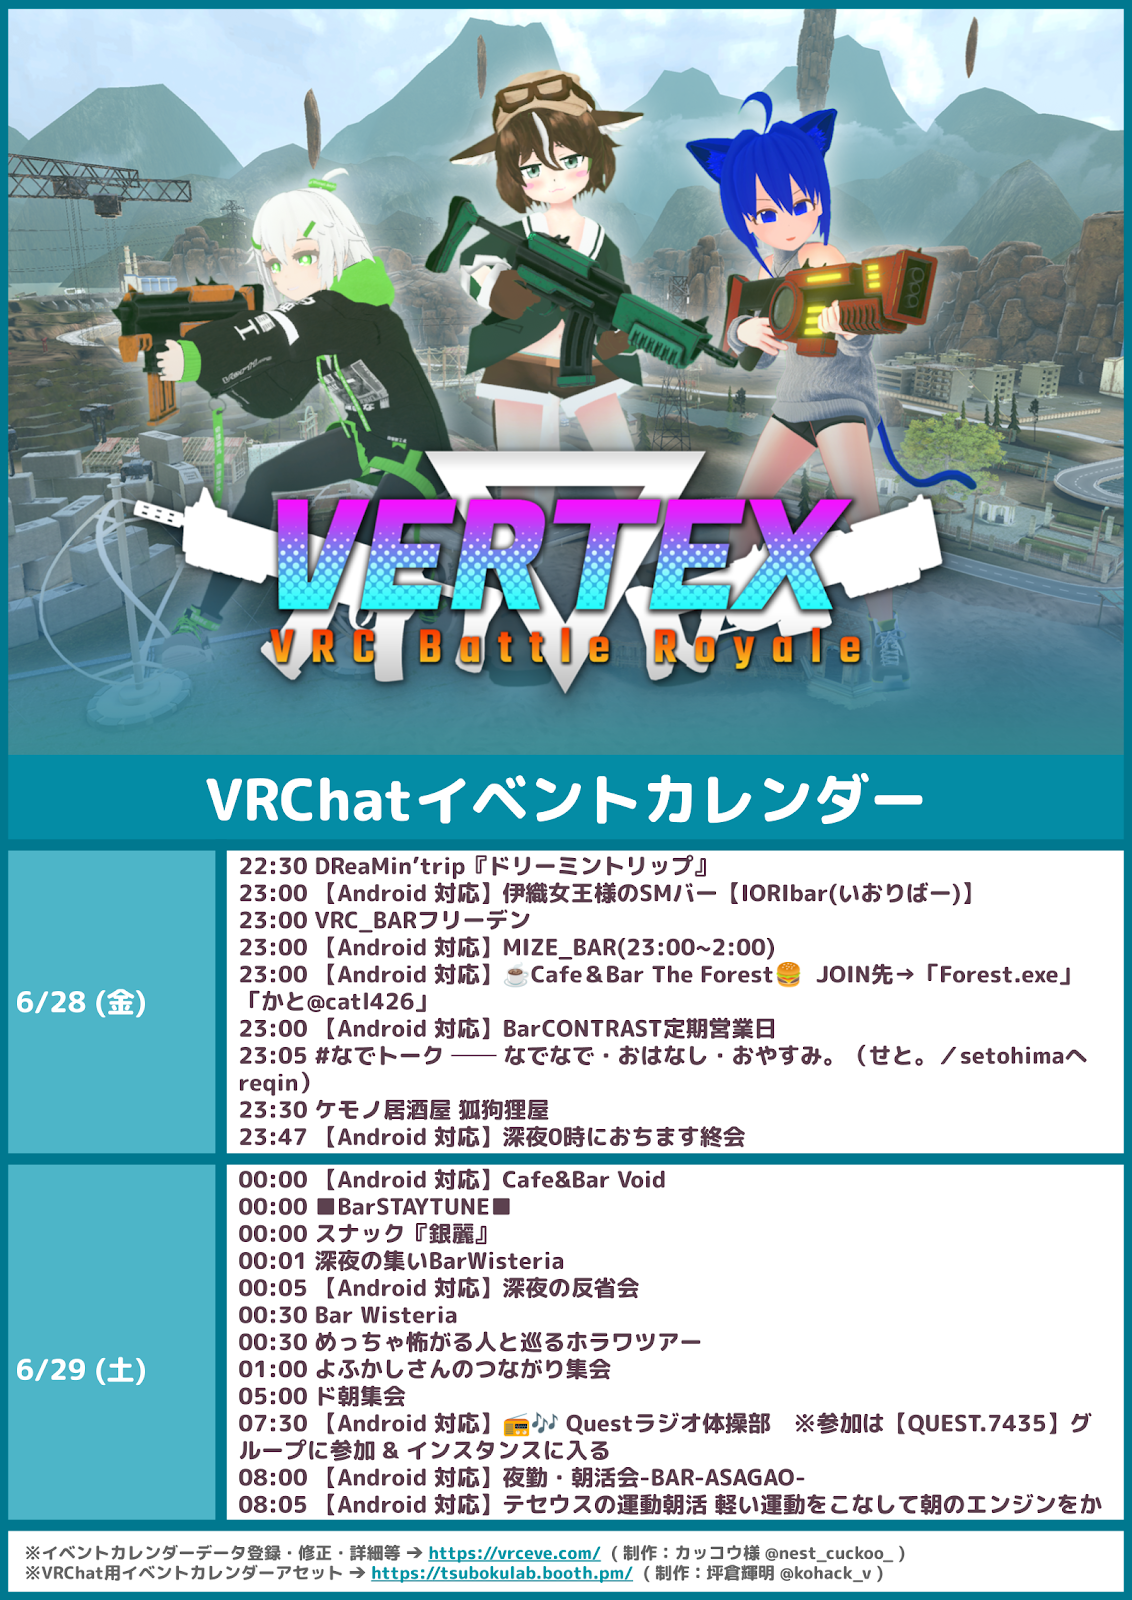 VERTEX
VRC Battle Royale
VRChatイベントカレンダー
6/28 (金)
22:30 DReaMin’trip『ドリーミントリップ』
23:00 【Android 対応】伊織女王様のSMバー【IORIbar(いおりばー)】
23:00 VRC_BARフリーデン
23:00 【Android 対応】MIZE_BAR(23:00~2:00)
23:00 【Android 対応】☕Cafe＆Bar The Forest🍔 JOIN先→「Forest.exe」
「かと@catl426」
23:00 【Android 対応】BarCONTRAST定期営業日
23:05 #なでトーク ─── なでなで・おはなし・おやすみ。（せと。／setohimaへ
reqin）
23:30 ケモノ居酒屋 狐狗狸屋
23:47 【Android 対応】深夜0時におちます終会
6/29 (土)
00:00 【Android 対応】Cafe&Bar Void
00:00 ■BarSTAYTUNE■
00:00 スナック『銀麗』
00:01 深夜の集いBarWisteria
00:05 【Android 対応】深夜の反省会
00:30 Bar Wisteria
00:30 めっちゃ怖がる人と巡るホラワツアー
01:00 よふかしさんのつながり集会
05:00 ド朝集会
07:30 【Android 対応】📻🎶 Questラジオ体操部　※参加は【QUEST.7435】グ
ループに参加 & インスタンスに入る
08:00 【Android 対応】夜勤・朝活会-BAR-ASAGAO-
08:05 【Android 対応】テセウスの運動朝活 軽い運動をこなして朝のエンジンをか
※イベントカレンダーデータ登録・修正・詳細等 → https://vrceve.com/ ( 制作：カッコウ様 @nest_cuckoo_ )
※VRChat用イベントカレンダーアセット → https://tsubokulab.booth.pm/ ( 制作：坪倉輝明 @kohack_v )